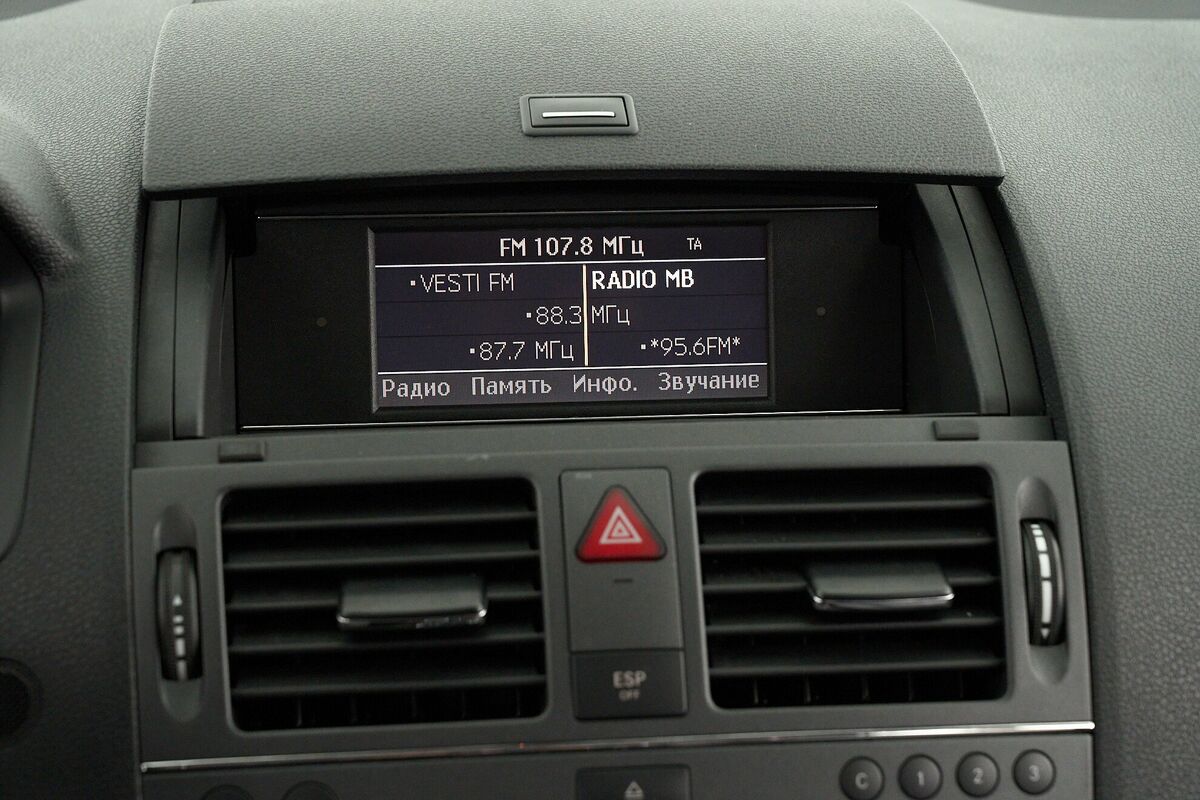 FM 107.8 МГц TA
•VESTI FM RADIO MB
•88.3 МГц
•87.7 МГц •*95.6FM*
Радио Память Инфо. Звучание
ESP
OFF
C 1 2 3